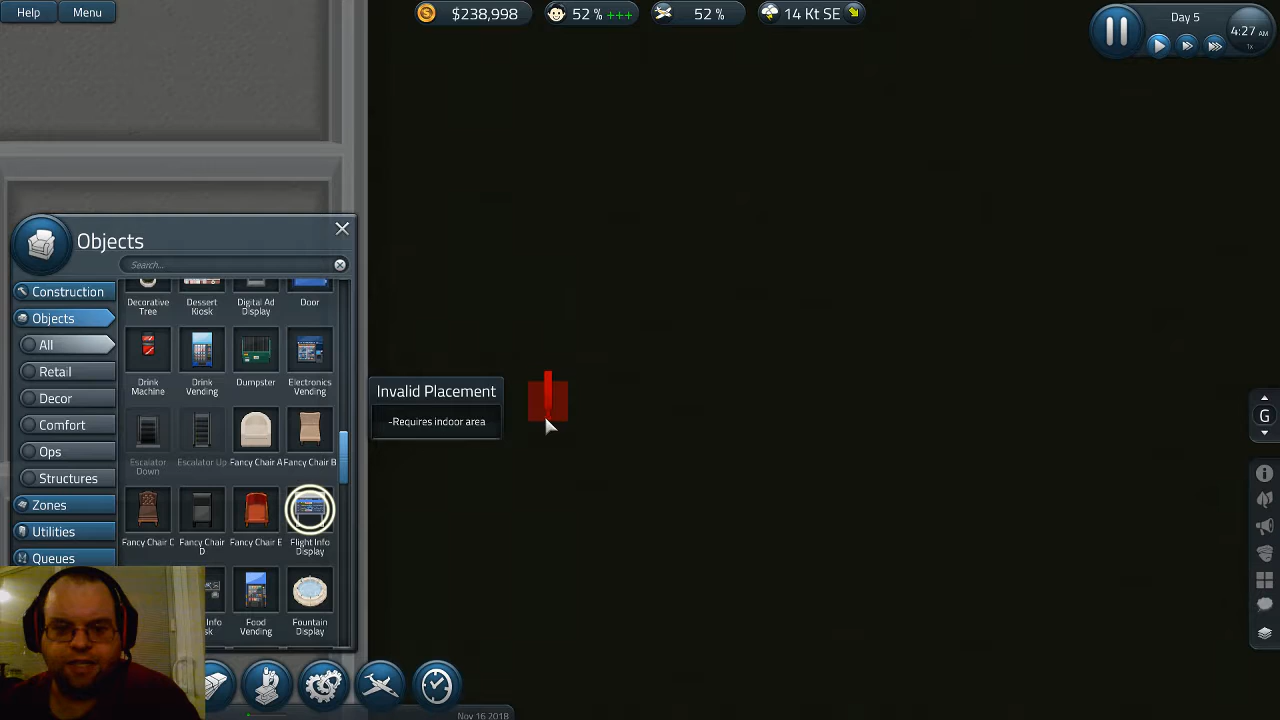 Help
Menu
$238,998
52 % +++
52 %
14 Kt SE
Day 5
4:27 AM
1x
Objects
Search...
Construction
Objects
All
Retail
Decor
Comfort
Ops
Structures
Zones
Utilities
Queues
Decorative Tree
Dessert Kiosk
Digital Ad Display
Door
Drink Machine
Drink Vending
Dumpster
Electronics Vending
Escalator Down
Escalator Up
Fancy Chair A
Fancy Chair B
Fancy Chair C
Fancy Chair D
Fancy Chair E
Flight Info Display
Info
Food Vending
Fountain Display
Invalid Placement
-Requires indoor area
G
Nov 16 2018